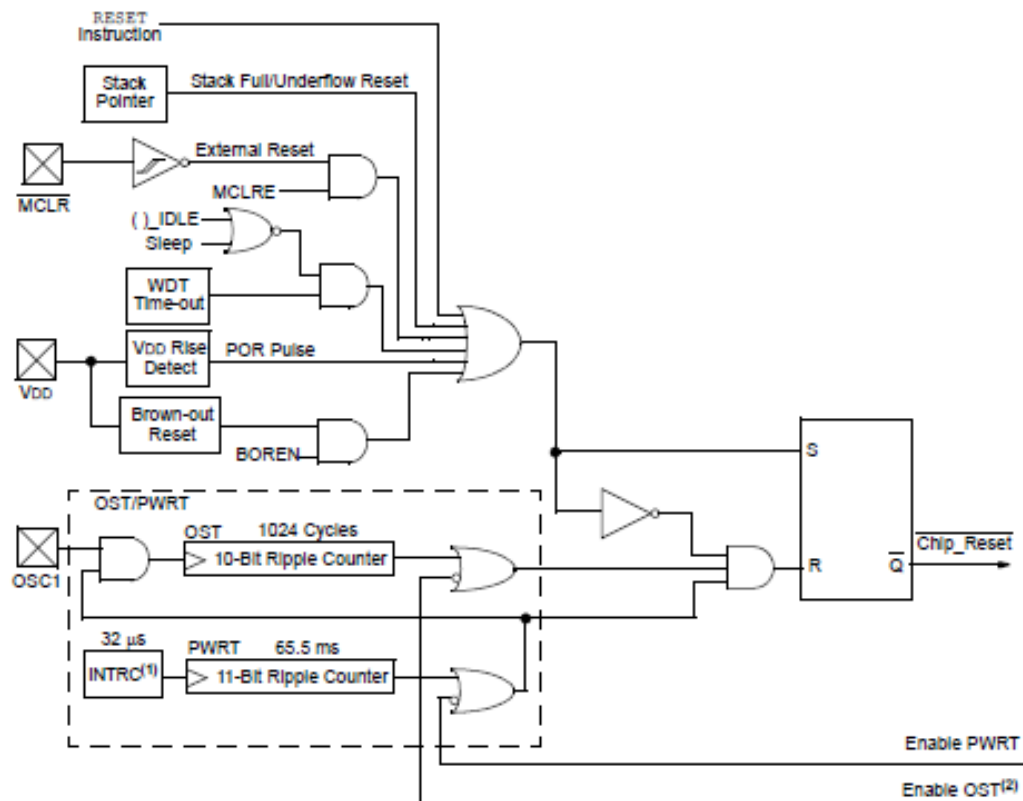 RESET
Instruction
Stack
Pointer
Stack Full/Underflow Reset
External Reset
MCLRE
MCLR
( )_IDLE
Sleep
WDT
Time-out
VDD Rise
Detect
POR Pulse
VDD
Brown-out
Reset
BOREN
S
OST/PWRT
OST
1024 Cycles
10-Bit Ripple Counter
OSC1
Chip_Reset
R
Q
32 μs
INTRC(1)
PWRT
65.5 ms
11-Bit Ripple Counter
Enable PWRT
Enable OST(2)